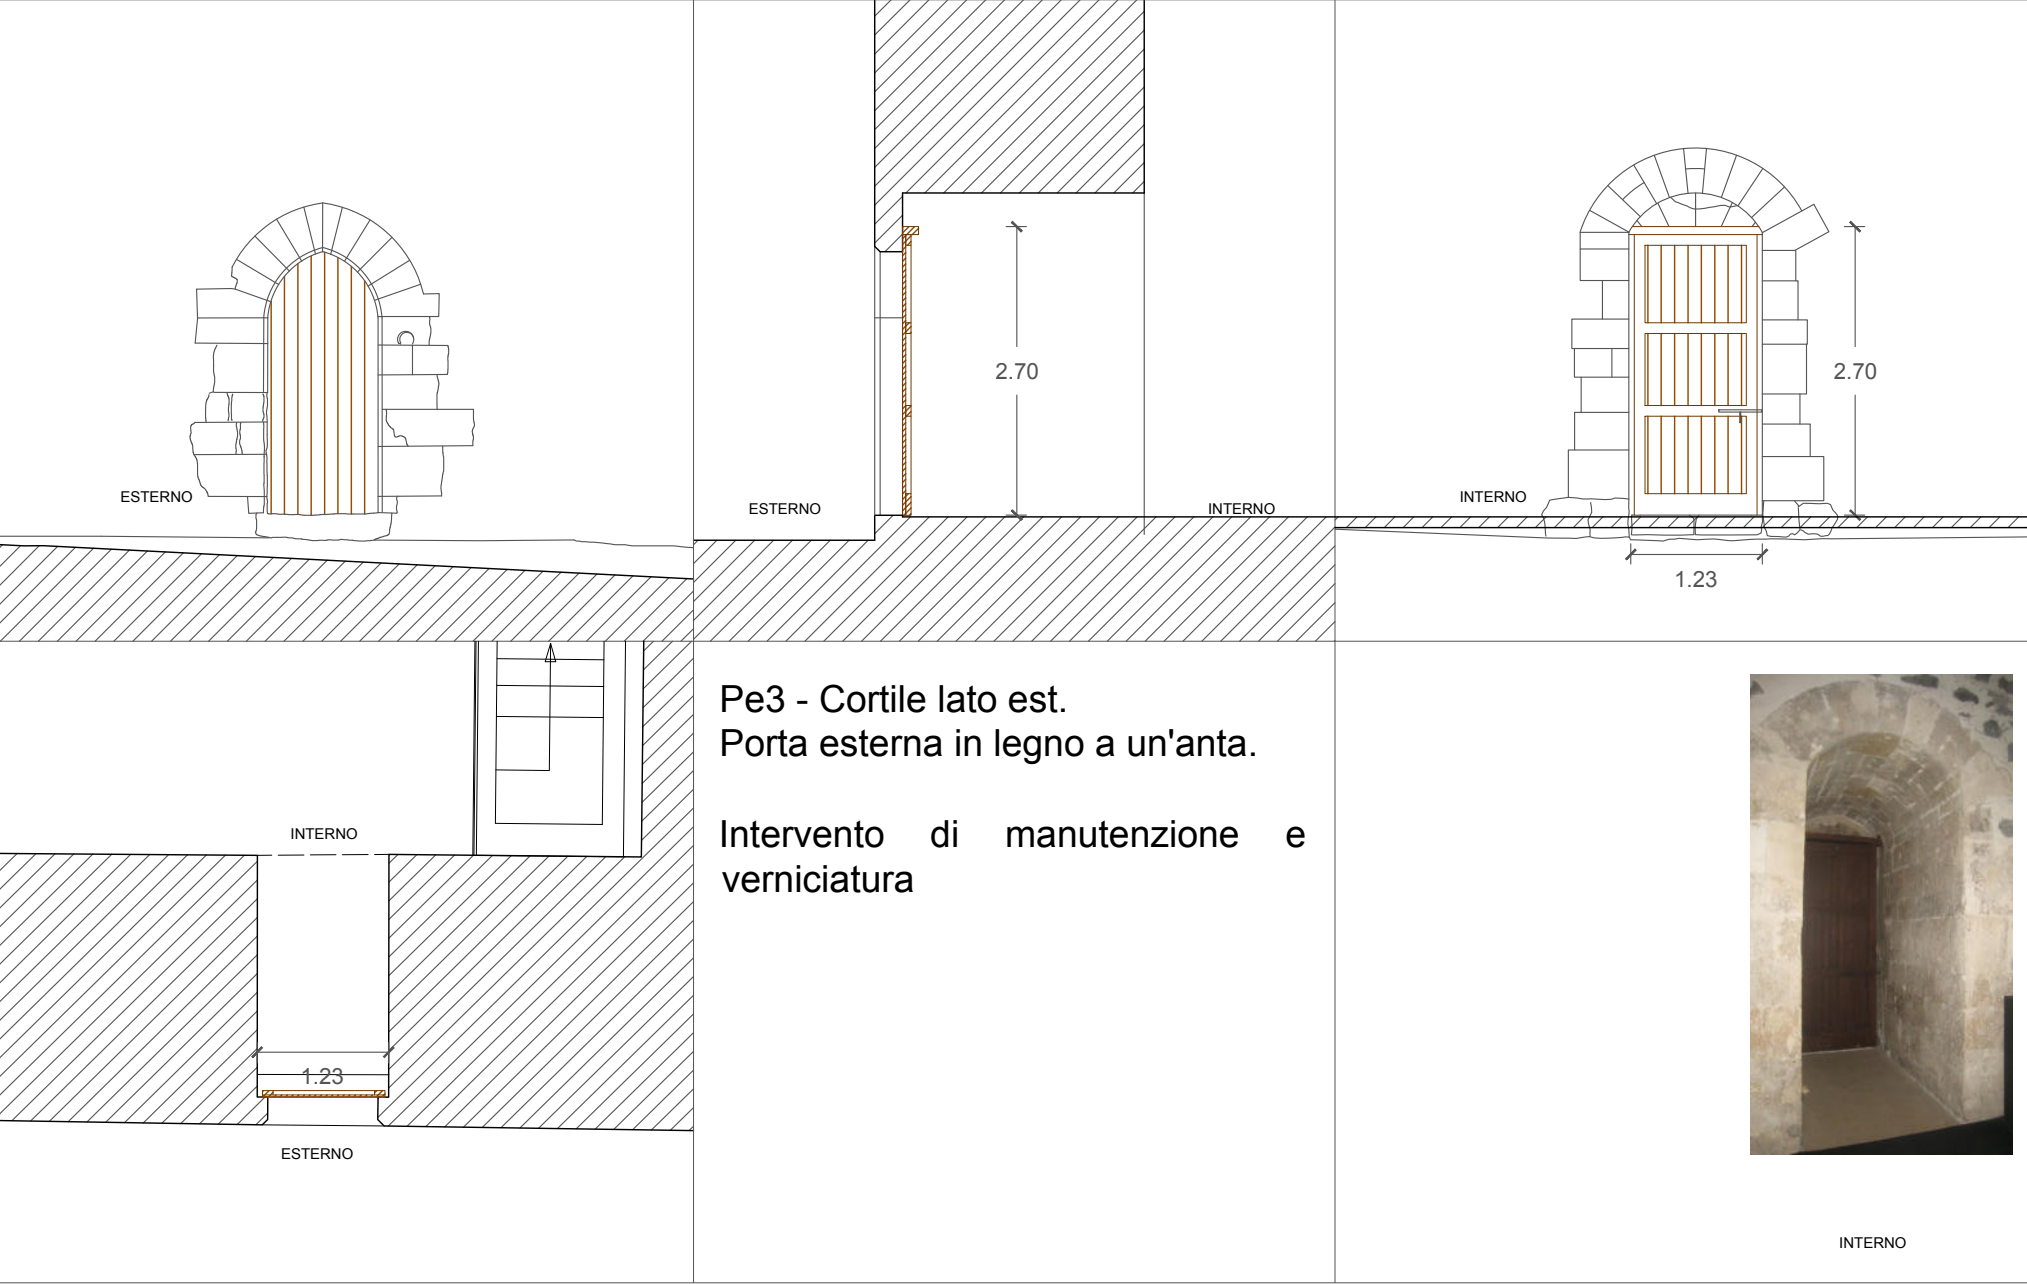 ESTERNO
2.70
ESTERNO
INTERNO
INTERNO
2.70
1.23
INTERNO
1.23
ESTERNO
Pe3 - Cortile lato est.
Porta esterna in legno a un'anta.
Intervento di manutenzione e
verniciatura
INTERNO